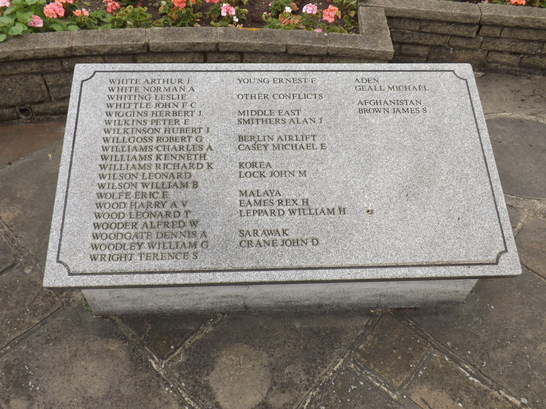 WHITE ARTHUR J
WHITE NORMAN A
WHITING LESLIE
WHITTLE JOHN F C
WIGGINS HERBERT J
WILKINS PETER E
WILKINSON HUBERT J
WILLGOSS ROBERT G
WILLIAMS CHARLES A
WILLIAMS KENNETH
WILLIAMS RICHARD K
WILSON LEONARD
WILSON WILLIAM B
WOLFE ERIC E
WOOD HARRY A V
WOOD LEONARD T
WOODER ALFRED W
WOODGATE DENNIS A
WOODLEY WILLIAM G
WRIGHT TERENCE S
YOUNG ERNEST F
OTHER CONFLICTS
MIDDLE EAST
SMITHERS ALAN J
BERLIN AIRLIFT
CASEY MICHAEL E
KOREA
LOCK JOHN M
MALAYA
EAMES REX H
LEPPARD WILLIAM H
SARAWAK
CRANE JOHN D
ADEN
GEALL MICHAEL
AFGHANISTAN
BROWN JAMES S